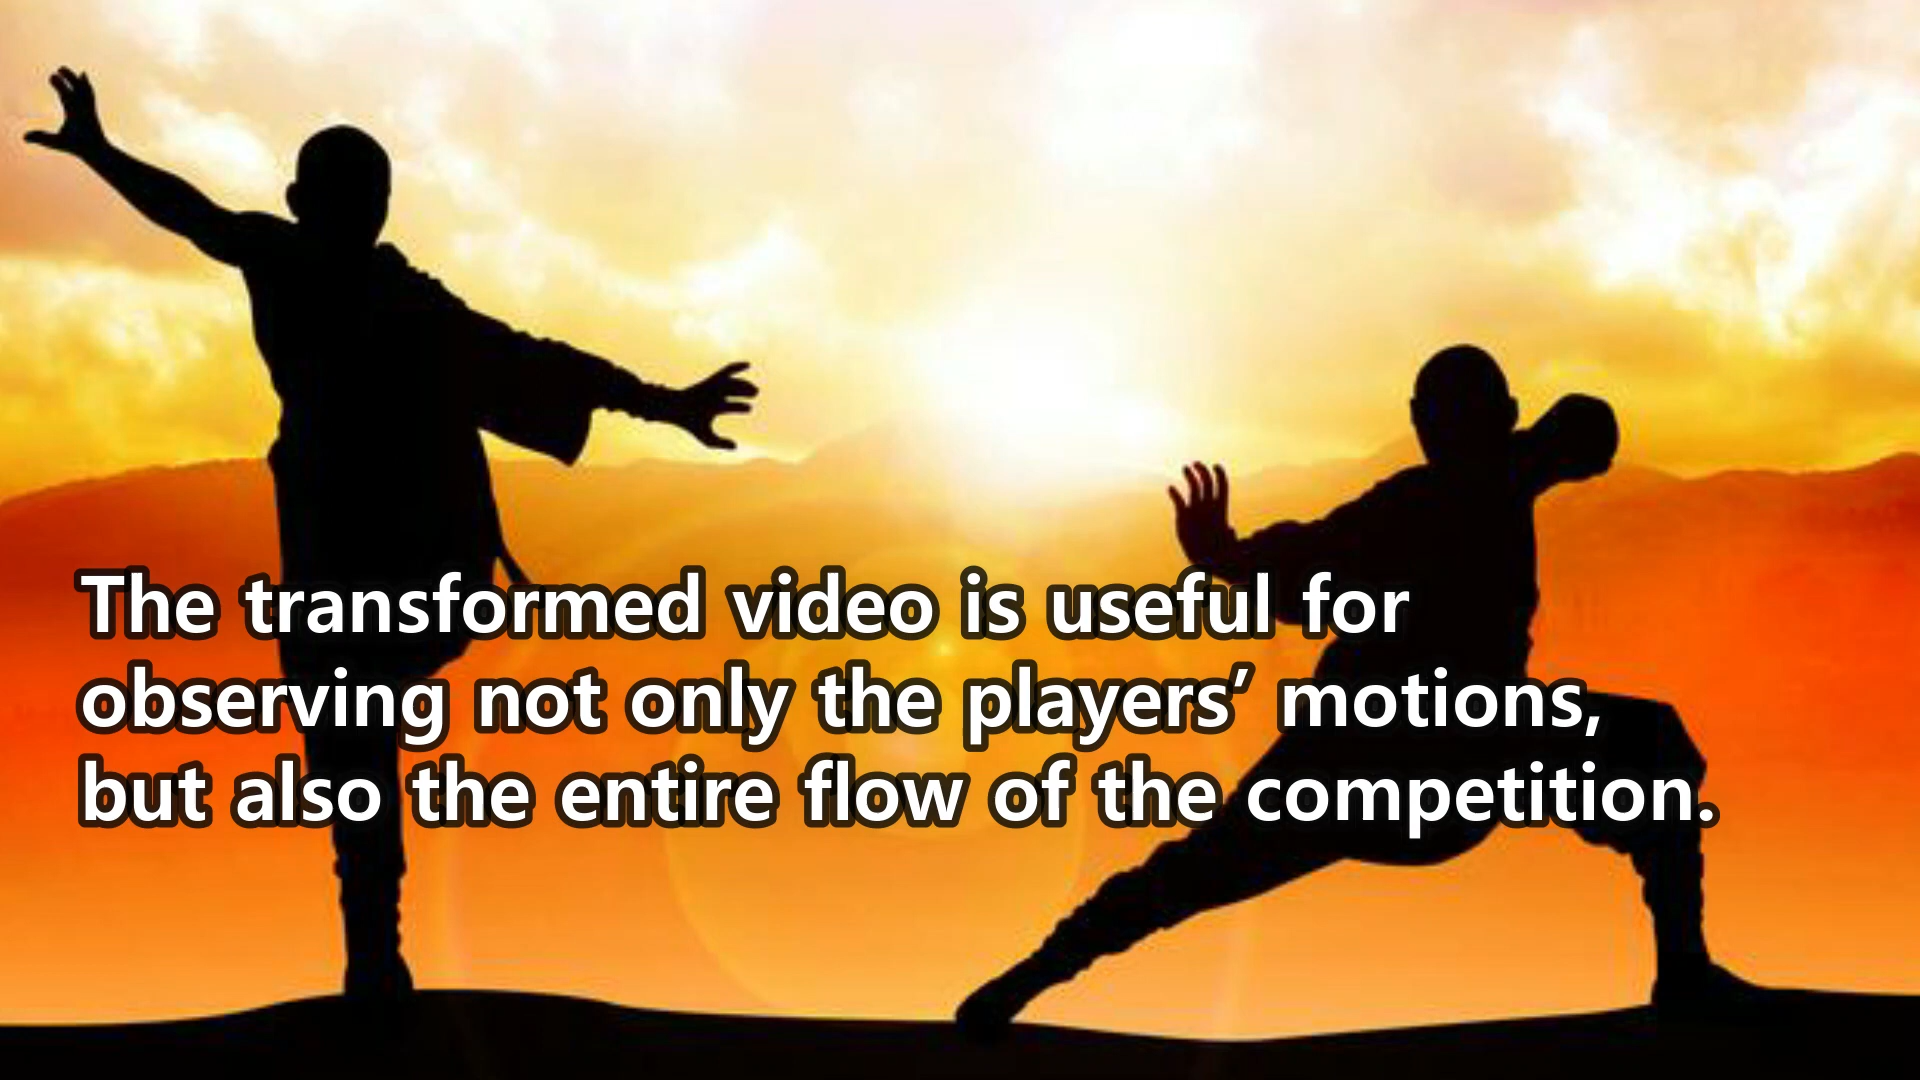 The transformed video is useful for
observing not only the players’ motions,
but also the entire flow of the competition.